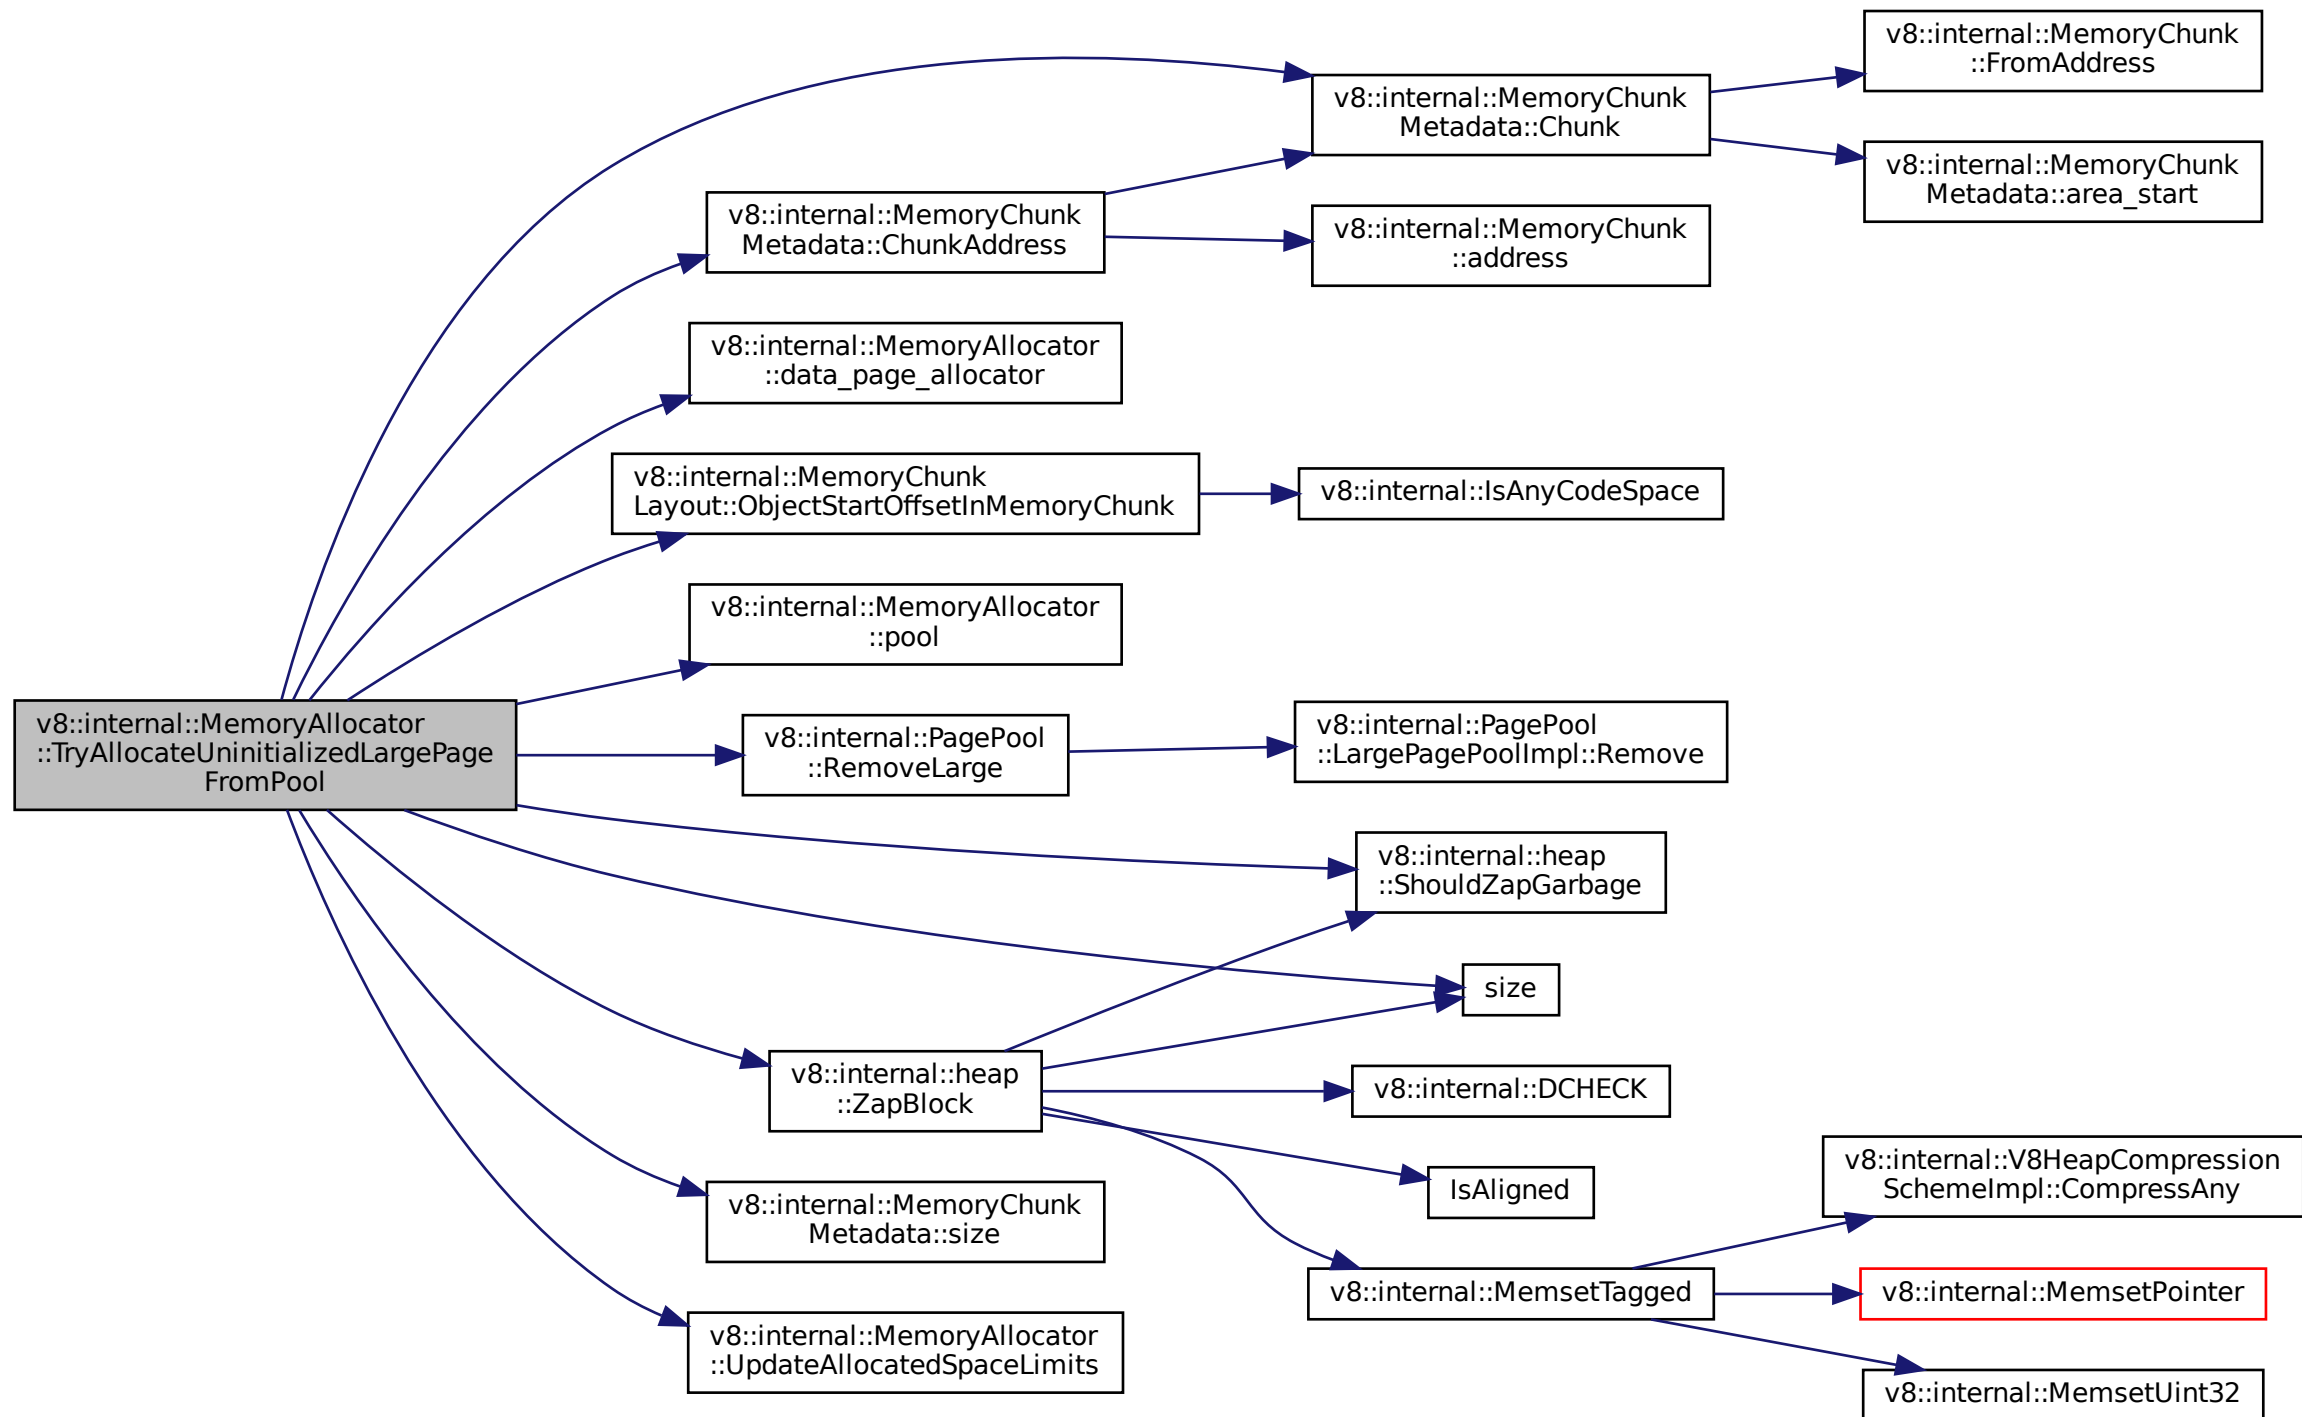 v8::internal::MemoryAllocator
::TryAllocateUninitializedLargePage
FromPool
v8::internal::MemoryChunk
Metadata::Chunk
v8::internal::MemoryChunk
::FromAddress
v8::internal::MemoryChunk
Metadata::area_start
v8::internal::MemoryChunk
Metadata::ChunkAddress
v8::internal::MemoryChunk
::address
v8::internal::MemoryAllocator
::data_page_allocator
v8::internal::MemoryChunk
Layout::ObjectStartOffsetInMemoryChunk
v8::internal::IsAnyCodeSpace
v8::internal::MemoryAllocator
::pool
v8::internal::PagePool
::RemoveLarge
v8::internal::PagePool
::LargePagePoolImpl::Remove
v8::internal::heap
::ShouldZapGarbage
size
v8::internal::heap
::ZapBlock
v8::internal::DCHECK
IsAligned
v8::internal::MemsetTagged
v8::internal::V8HeapCompression
SchemeImpl::CompressAny
v8::internal::MemsetPointer
v8::internal::MemsetUint32
v8::internal::MemoryChunk
Metadata::size
v8::internal::MemoryAllocator
::UpdateAllocatedSpaceLimits